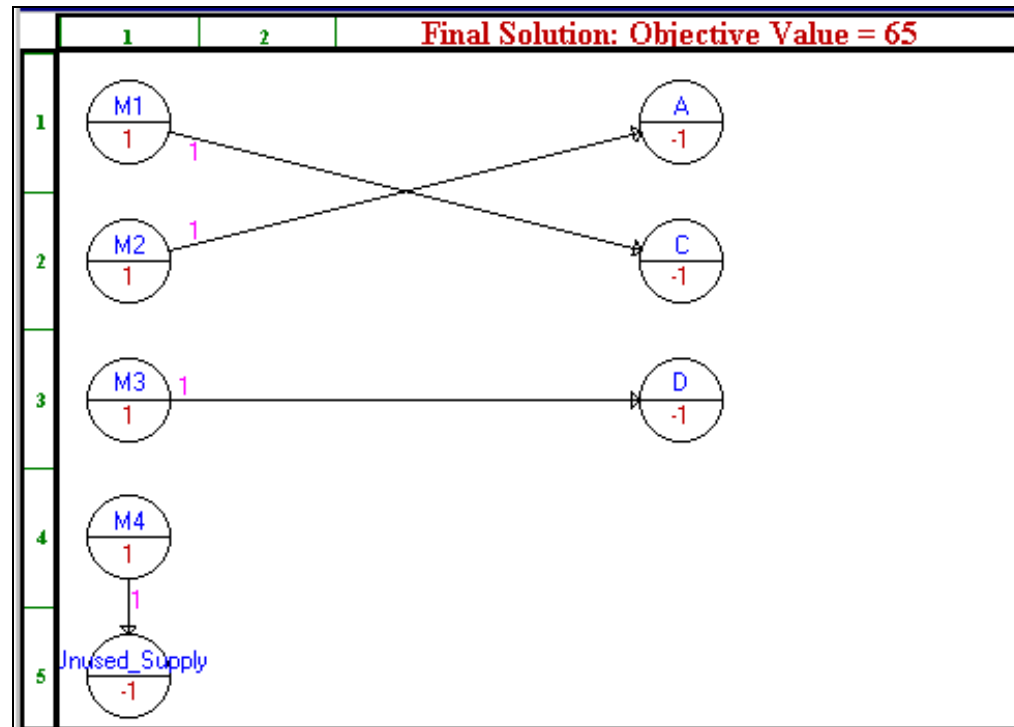 1 2 Final Solution: Objective Value = 65
1 M1 A
1 -1
1
2 M2 C
1 -1
1
3 M3 D
1 -1
1
4 M4
1
1
Unused_Supply
5 -1